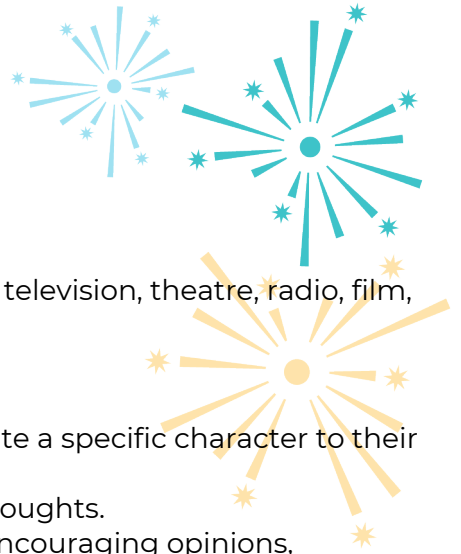 television, theatre, radio, film,
te a specific character to their
oughts.
ncouraging opinions,